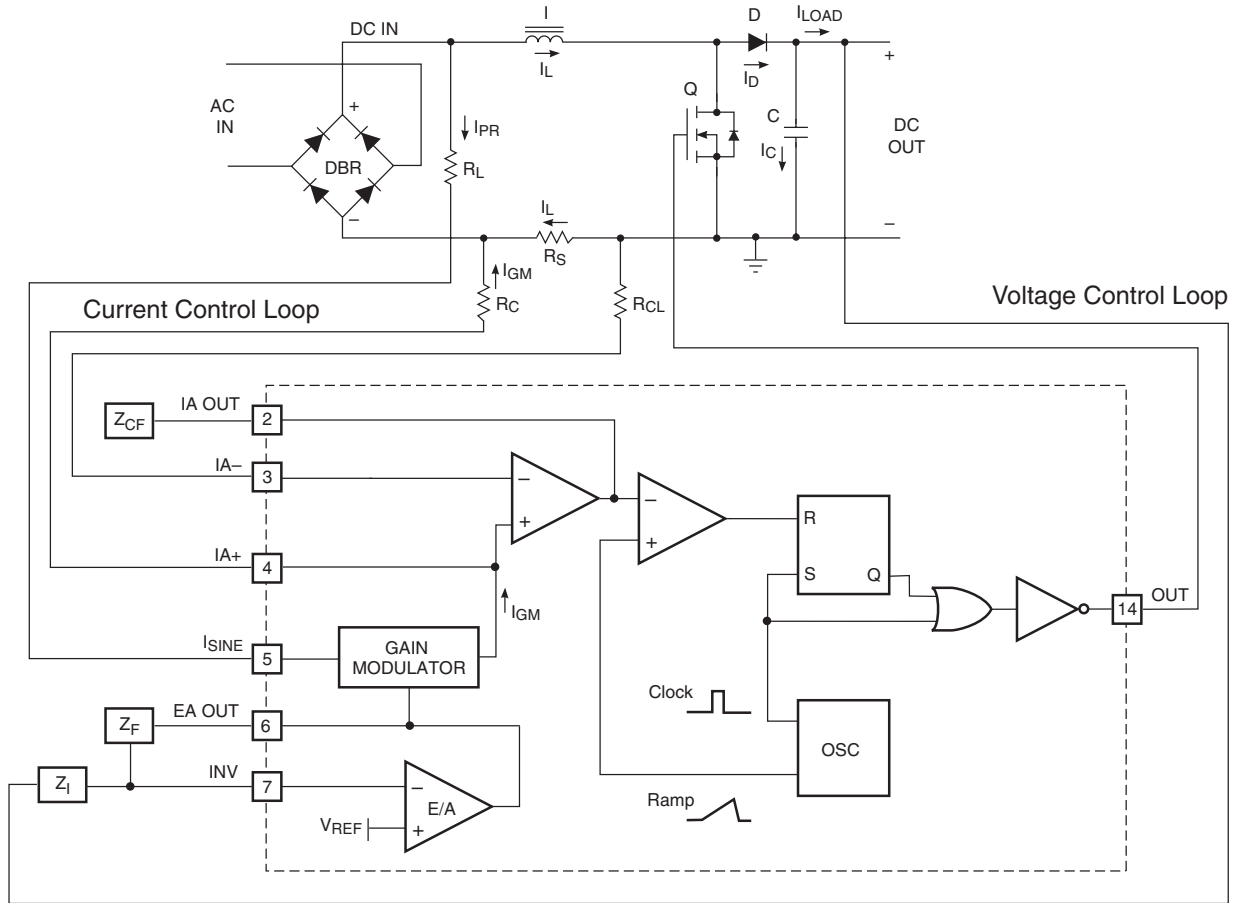 I
D
I_LOAD
DC IN
I_L
I_D
+
AC
IN
+
Q
C
DC
OUT
I_PR
R_L
DBR
I_C
−
I_L
−
R_S
I_GM
R_C
R_CL
Current Control Loop
Voltage Control Loop
Z_CF
IA OUT
2
IA−
3
−
+
−
+
R
S
Q
IA+
4
I_GM
OUT
14
I_SINE
5
GAIN
MODULATOR
Clock
Z_F
EA OUT
6
OSC
Z_I
INV
7
−
E/A
+
V_REF
Ramp